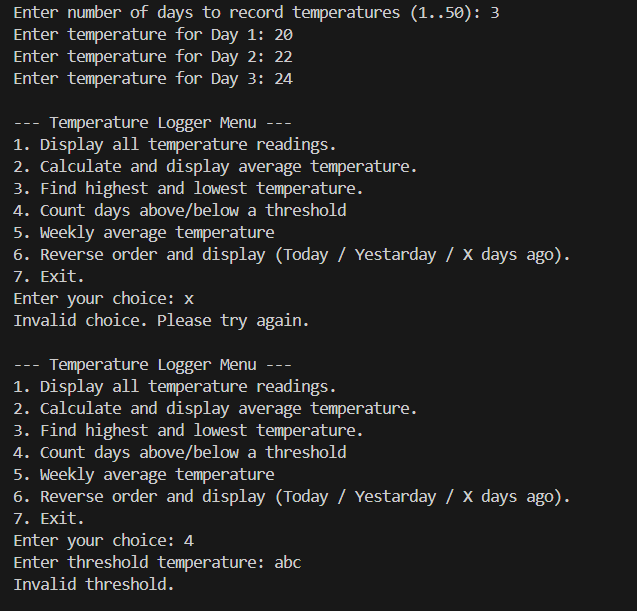 Enter number of days to record temperatures (1..50): 3
Enter temperature for Day 1: 20
Enter temperature for Day 2: 22
Enter temperature for Day 3: 24
--- Temperature Logger Menu ---
1. Display all temperature readings.
2. Calculate and display average temperature.
3. Find highest and lowest temperature.
4. Count days above/below a threshold
5. Weekly average temperature
6. Reverse order and display (Today / Yestarday / X days ago).
7. Exit.
Enter your choice: x
Invalid choice. Please try again.
--- Temperature Logger Menu ---
1. Display all temperature readings.
2. Calculate and display average temperature.
3. Find highest and lowest temperature.
4. Count days above/below a threshold
5. Weekly average temperature
6. Reverse order and display (Today / Yestarday / X days ago).
7. Exit.
Enter your choice: 4
Enter threshold temperature: abc
Invalid threshold.